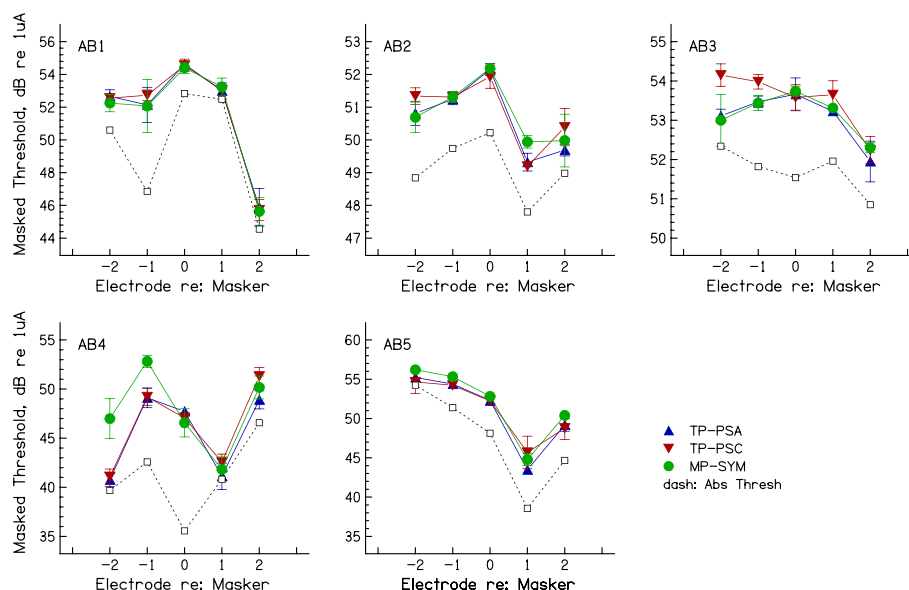 Masked Threshold, dB re 1uA
AB1
56
54
52
50
48
46
44
−2 −1 0 1 2
Electrode re: Masker
AB2
53
52
51
50
49
48
47
−2 −1 0 1 2
Electrode re: Masker
AB3
55
54
53
52
51
50
−2 −1 0 1 2
Electrode re: Masker
Masked Threshold, dB re 1uA
AB4
55
50
45
40
35
−2 −1 0 1 2
Electrode re: Masker
AB5
60
55
50
45
40
35
−2 −1 0 1 2
Electrode re: Masker
TP−PSA
TP−PSC
MP−SYM
dash: Abs Thresh